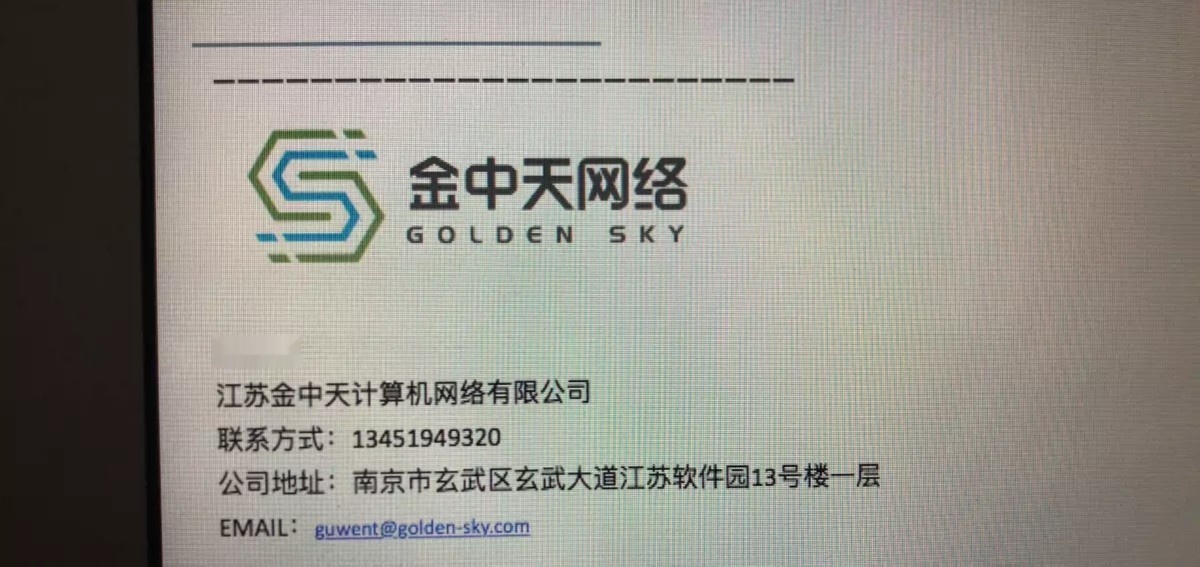 金中天网络
GOLDEN SKY
江苏金中天计算机网络有限公司
联系方式：13451949320
公司地址：南京市玄武区玄武大道江苏软件园13号楼一层
EMAIL：guwent@golden-sky.com